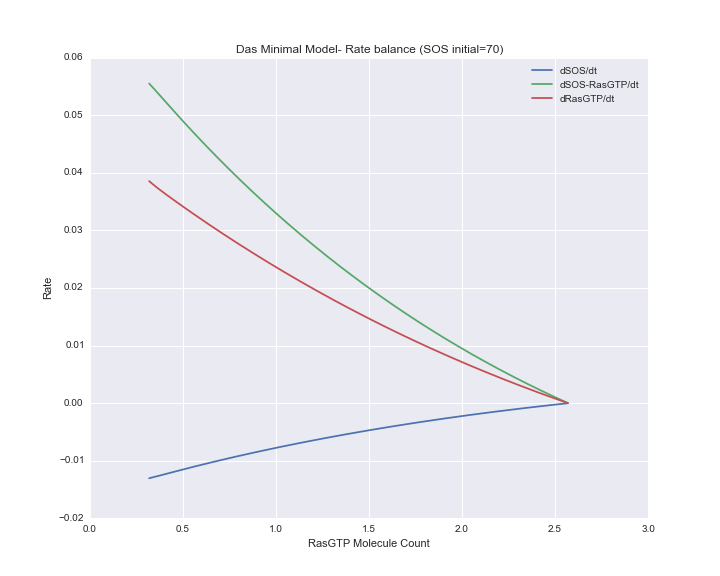 Das Minimal Model- Rate balance (SOS initial=70)
0.06
0.05
0.04
0.03
0.02
0.01
0.00
−0.01
−0.02
Rate
dSOS/dt
dSOS-RasGTP/dt
dRasGTP/dt
0.0 0.5 1.0 1.5 2.0 2.5 3.0
RasGTP Molecule Count